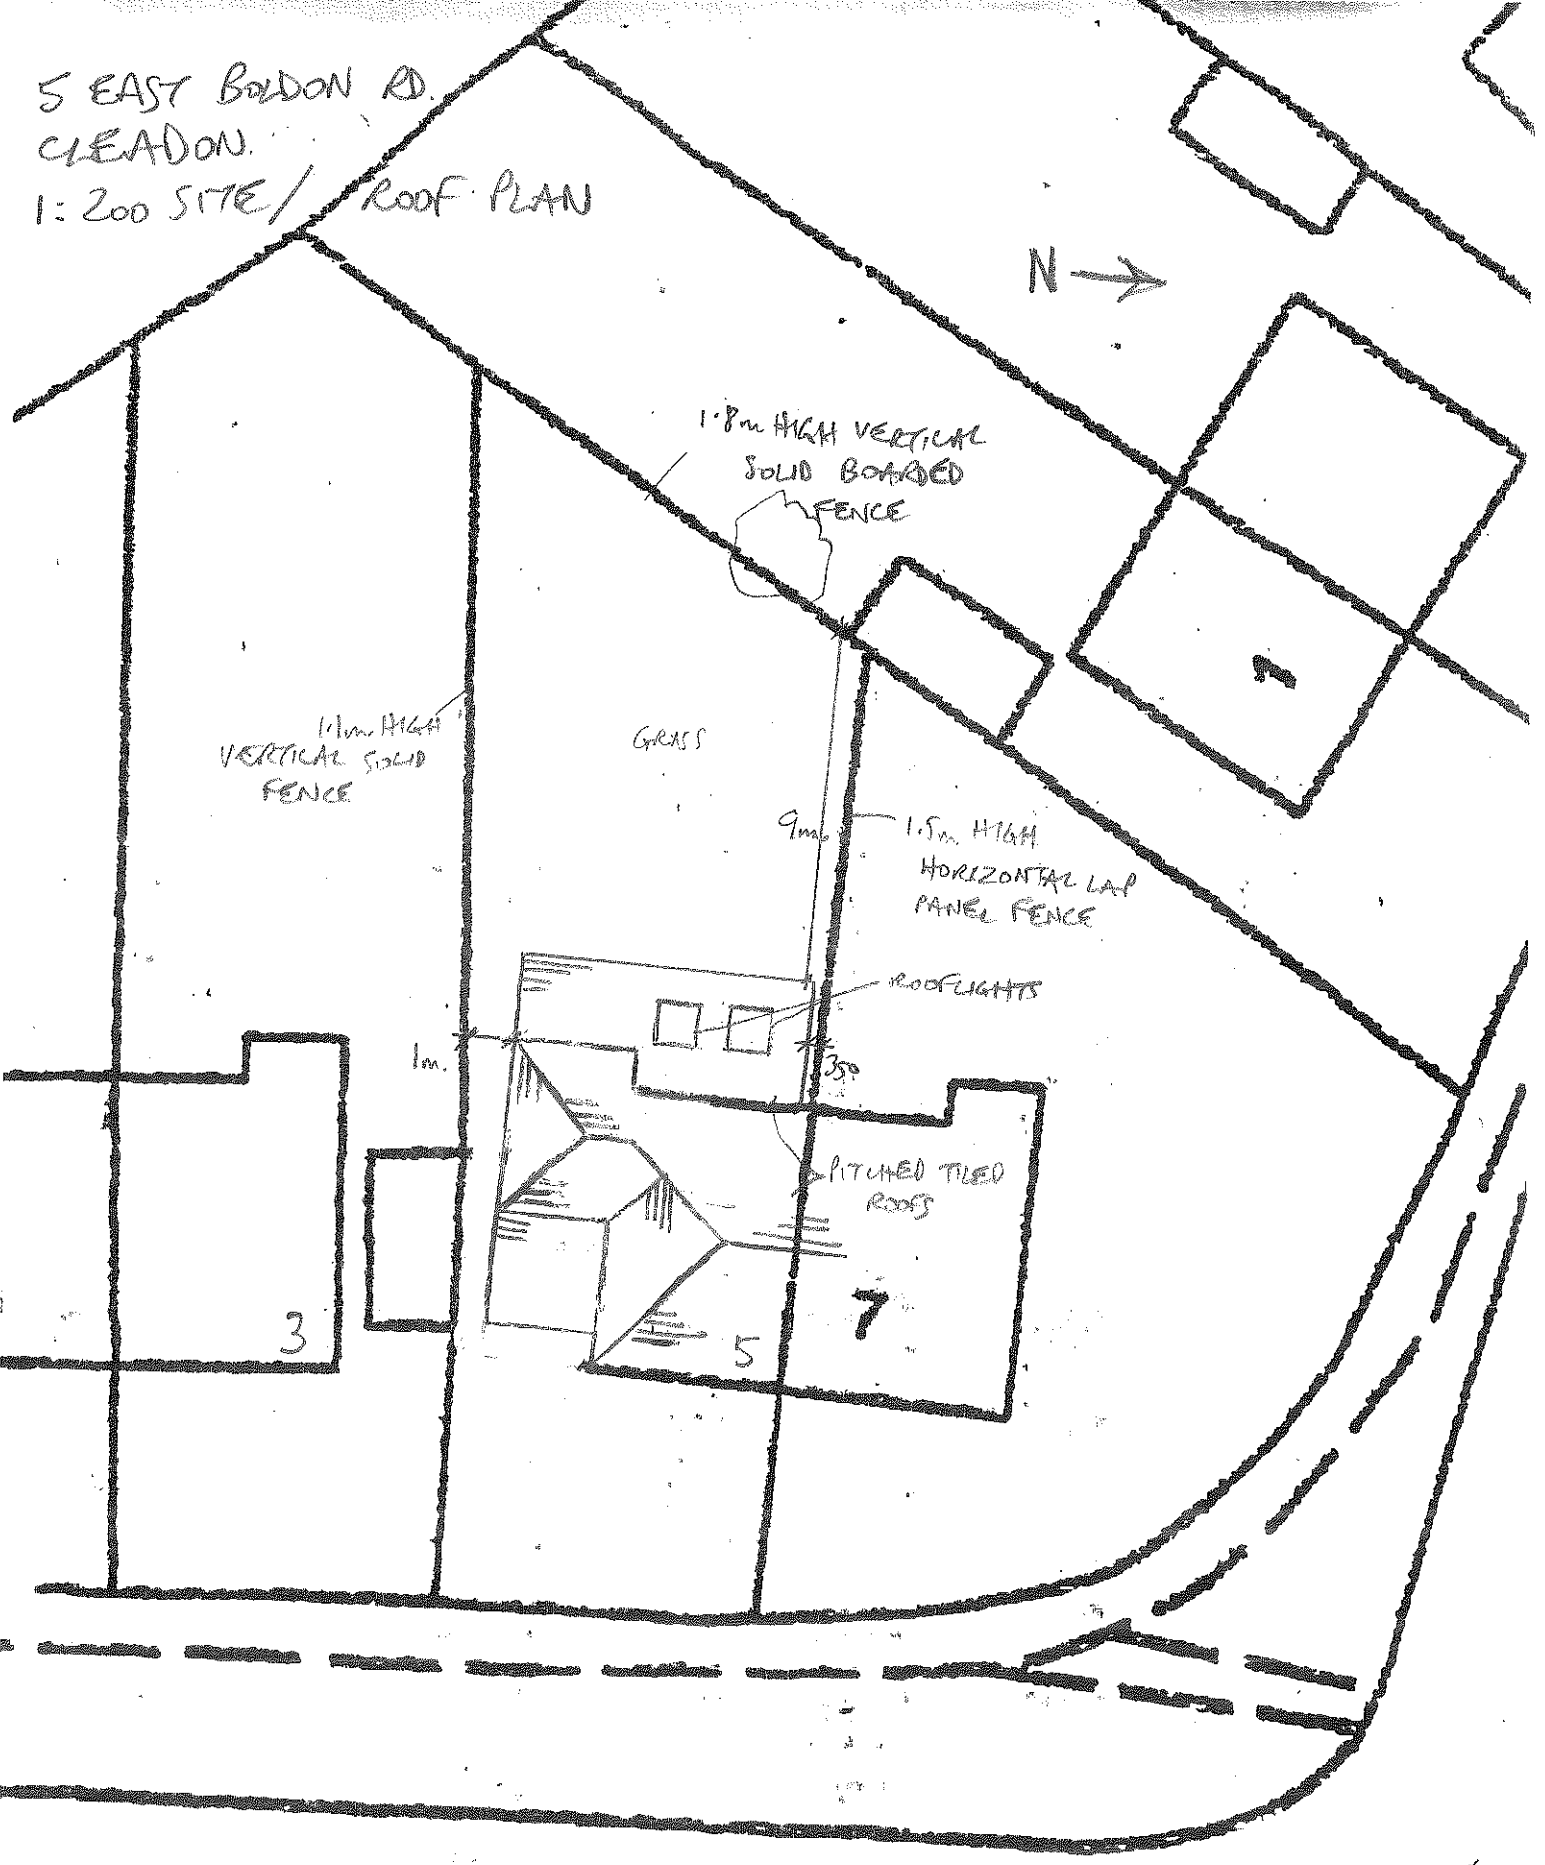 5 EAST BOLDON RD.
CLEADON.
1:200 SITE/ ROOF PLAN
N
1.8m HIGH VERTICAL
SOLID BOARDED
FENCE
1.1m HIGH
VERTICAL SOLID
FENCE
GRASS
9m.
1.5m HIGH
HORIZONTAL LAP
PANEL FENCE
ROOFLIGHTS
1m.
350
PITCHED TILED
ROOFS
1
3
5
7